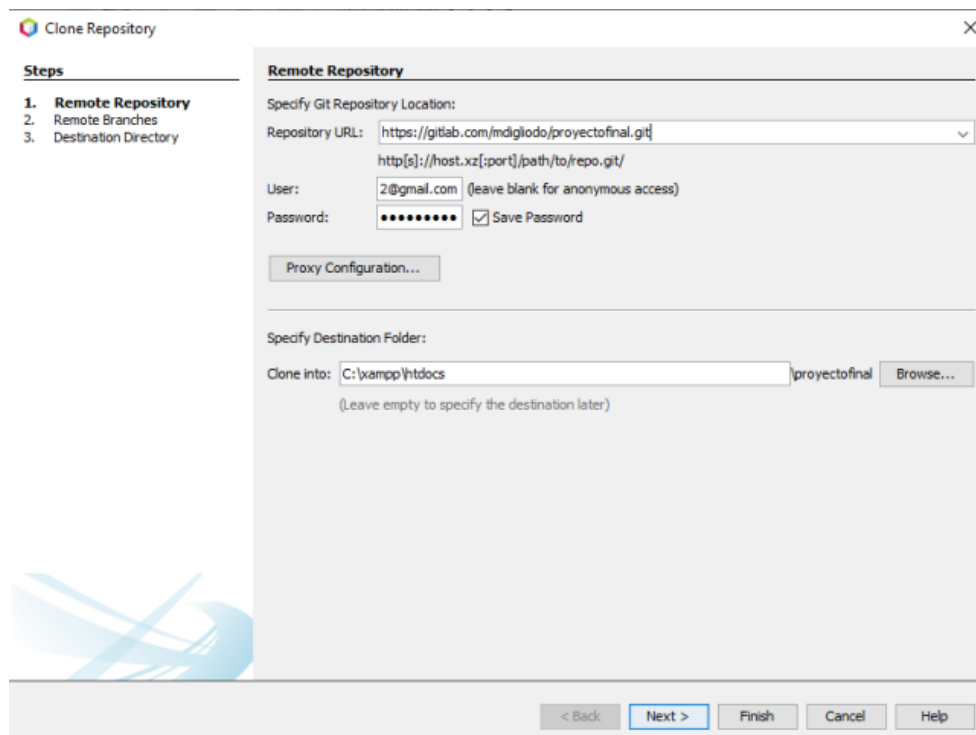 Clone Repository
Steps
1. Remote Repository
2. Remote Branches
3. Destination Directory
Remote Repository
Specify Git Repository Location:
Repository URL: https://gitlab.com/mdigliodo/proyectofinal.git
http[s]://host.xz[:port]/path/to/repo.git/
User: 2@gmail.com (leave blank for anonymous access)
Password: ••••••••• Save Password
Proxy Configuration...
Specify Destination Folder:
Clone into: C:\xampp\htdocs \proyectofinal Browse...
(Leave empty to specify the destination later)
< Back Next > Finish Cancel Help